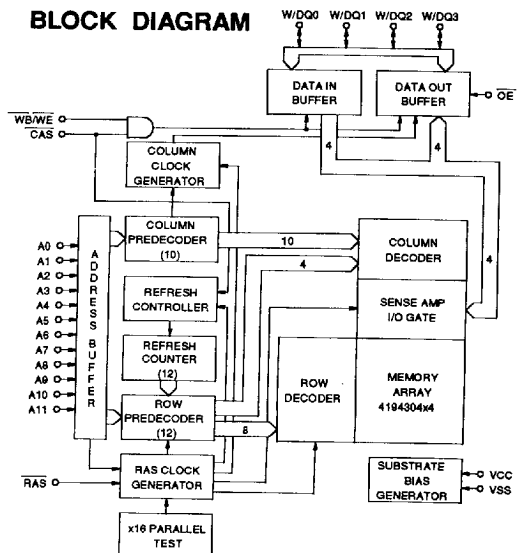 BLOCK DIAGRAM
W/DQ0 W/DQ1 W/DQ2 W/DQ3
DATA IN BUFFER
DATA OUT BUFFER
OE
WB/WE
CAS
4
4
COLUMN CLOCK GENERATOR
COLUMN PREDECODER (10)
10
4
COLUMN DECODER
4
A0
A1
A2
A3
A4
A5
A6
A7
A8
A9
A10
A11
ADDRESS BUFFER
REFRESH CONTROLLER
SENSE AMP I/O GATE
REFRESH COUNTER (12)
ROW PREDECODER (12)
8
ROW DECODER
MEMORY ARRAY 4194304x4
RAS
RAS CLOCK GENERATOR
SUBSTRATE BIAS GENERATOR
VCC
VSS
x16 PARALLEL TEST